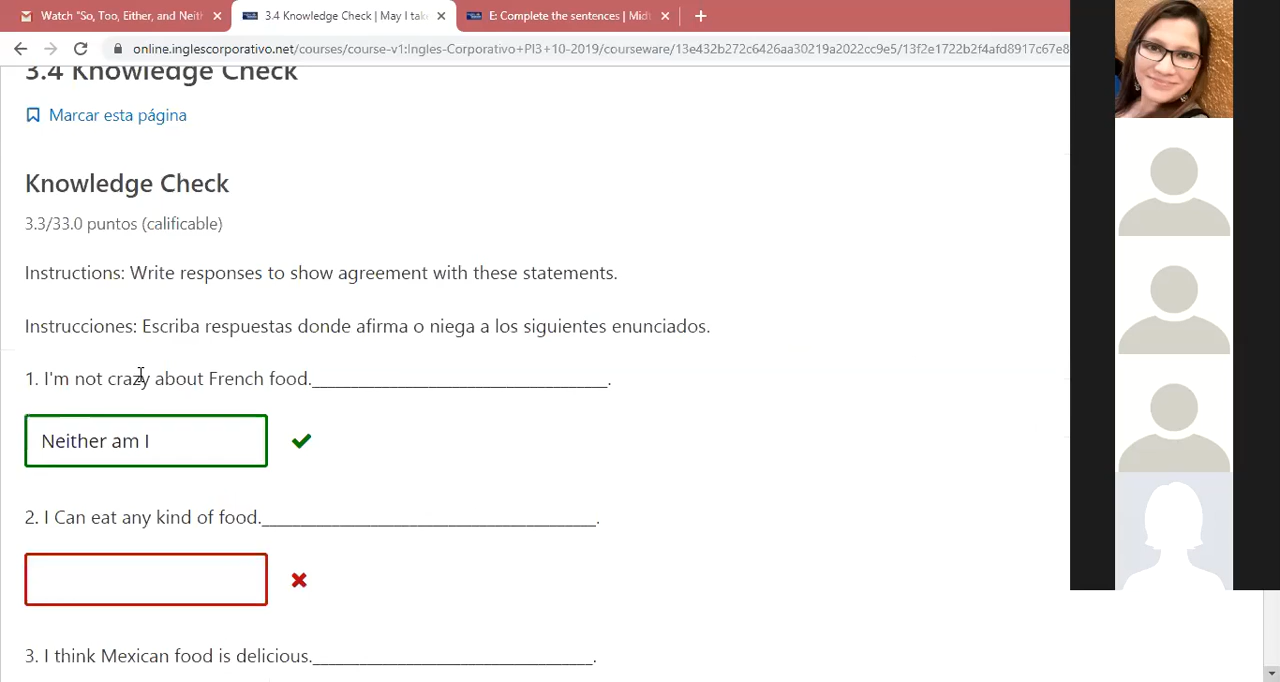 Watch "So, Too, Either, and Neith
3.4 Knowledge Check | May I tak
E: Complete the sentences | Midt
online.inglescorporativo.net/courses/course-v1:Ingles-Corporativo+PI3+10-2019/courseware/13e432b272c6426aa30219a2022cc9e5/13f2e1722b2f4afd8917c67e8
3.4 Knowledge Check
Marcar esta página
Knowledge Check
3.3/33.0 puntos (calificable)
Instructions: Write responses to show agreement with these statements.
Instrucciones: Escriba respuestas donde afirma o niega a los siguientes enunciados.
1. I'm not crazy about French food.______________________________.
Neither am I
2. I Can eat any kind of food.__________________________________.
3. I think Mexican food is delicious.____________________________.